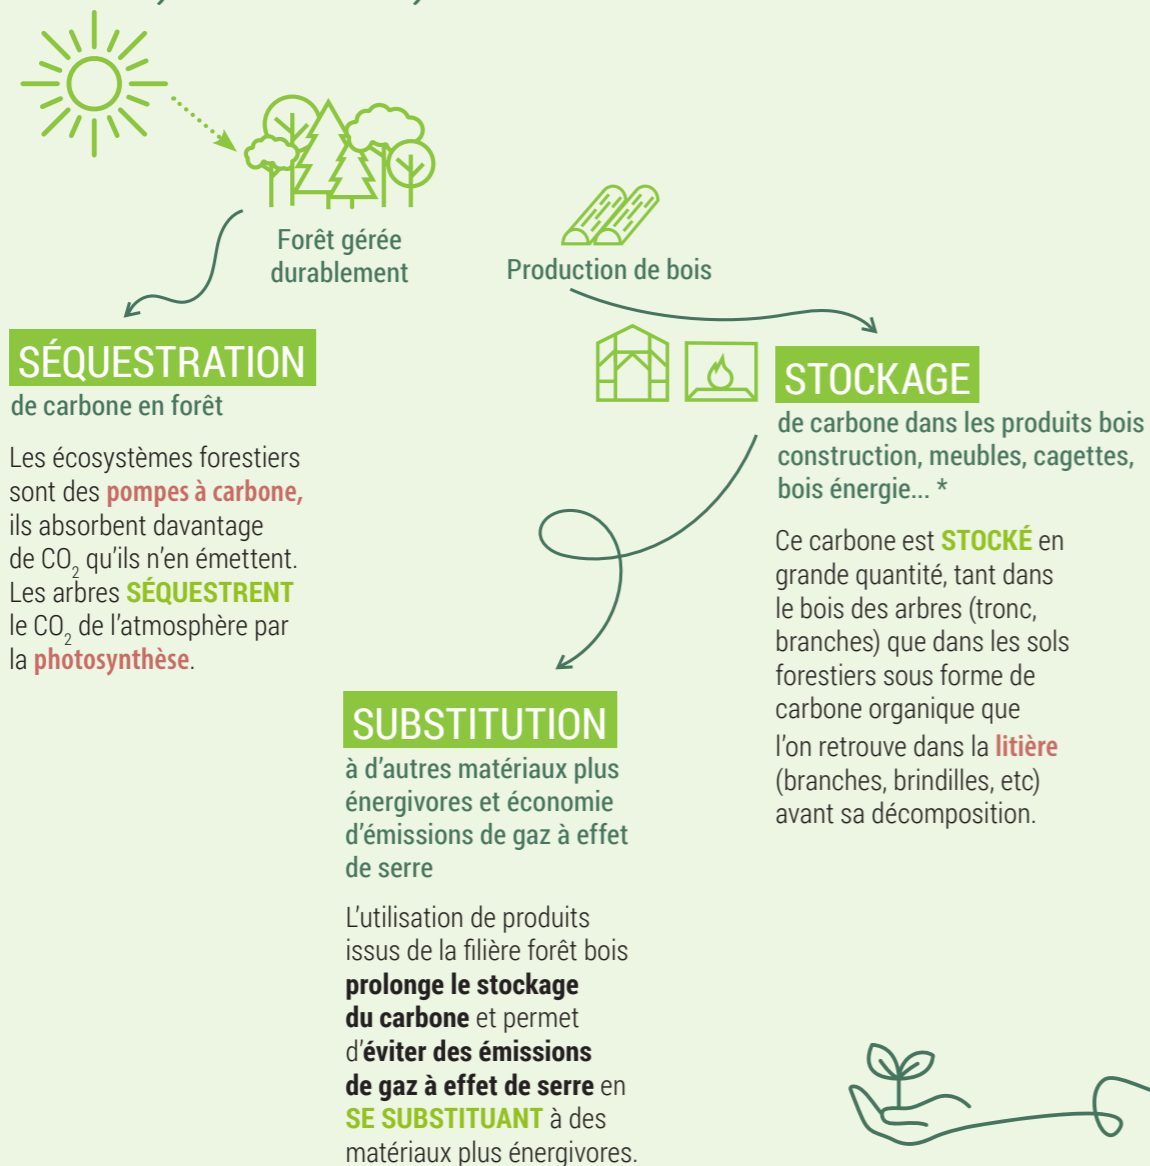 Forêt gérée
durablement
Production de bois
SÉQUESTRATION
de carbone en forêt
Les écosystèmes forestiers
sont des pompes à carbone,
ils absorbent davantage
de CO₂ qu'ils n'en émettent.
Les arbres SÉQUESTRENT
le CO₂ de l'atmosphère par
la photosynthèse.
STOCKAGE
de carbone dans les produits bois
construction, meubles, cagettes,
bois énergie... *
Ce carbone est STOCKÉ en
grande quantité, tant dans
le bois des arbres (tronc,
branches) que dans les sols
forestiers sous forme de
carbone organique que
l'on retrouve dans la litière
(branches, brindilles, etc)
avant sa décomposition.
SUBSTITUTION
à d'autres matériaux plus
énergivores et économie
d'émissions de gaz à effet
de serre
L'utilisation de produits
issus de la filière forêt bois
prolonge le stockage
du carbone et permet
d'éviter des émissions
de gaz à effet de serre en
SE SUBSTITUANT à des
matériaux plus énergivores.